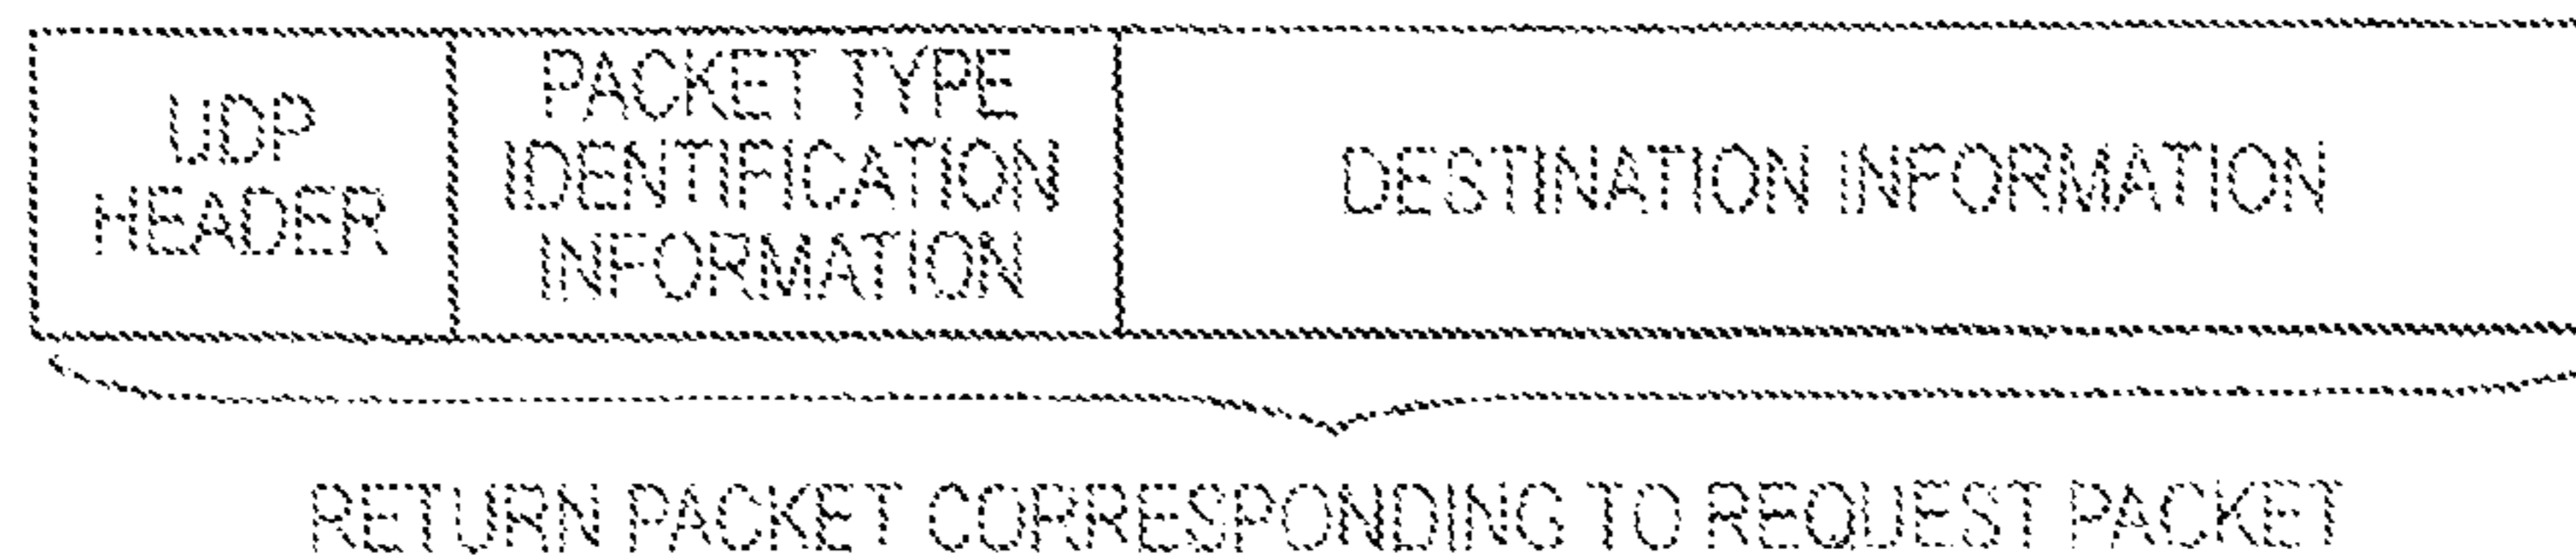 UDP
HEADER
PACKET TYPE
IDENTIFICATION
INFORMATION
DESTINATION INFORMATION
RETURN PACKET CORRESPONDING TO REQUEST PACKET